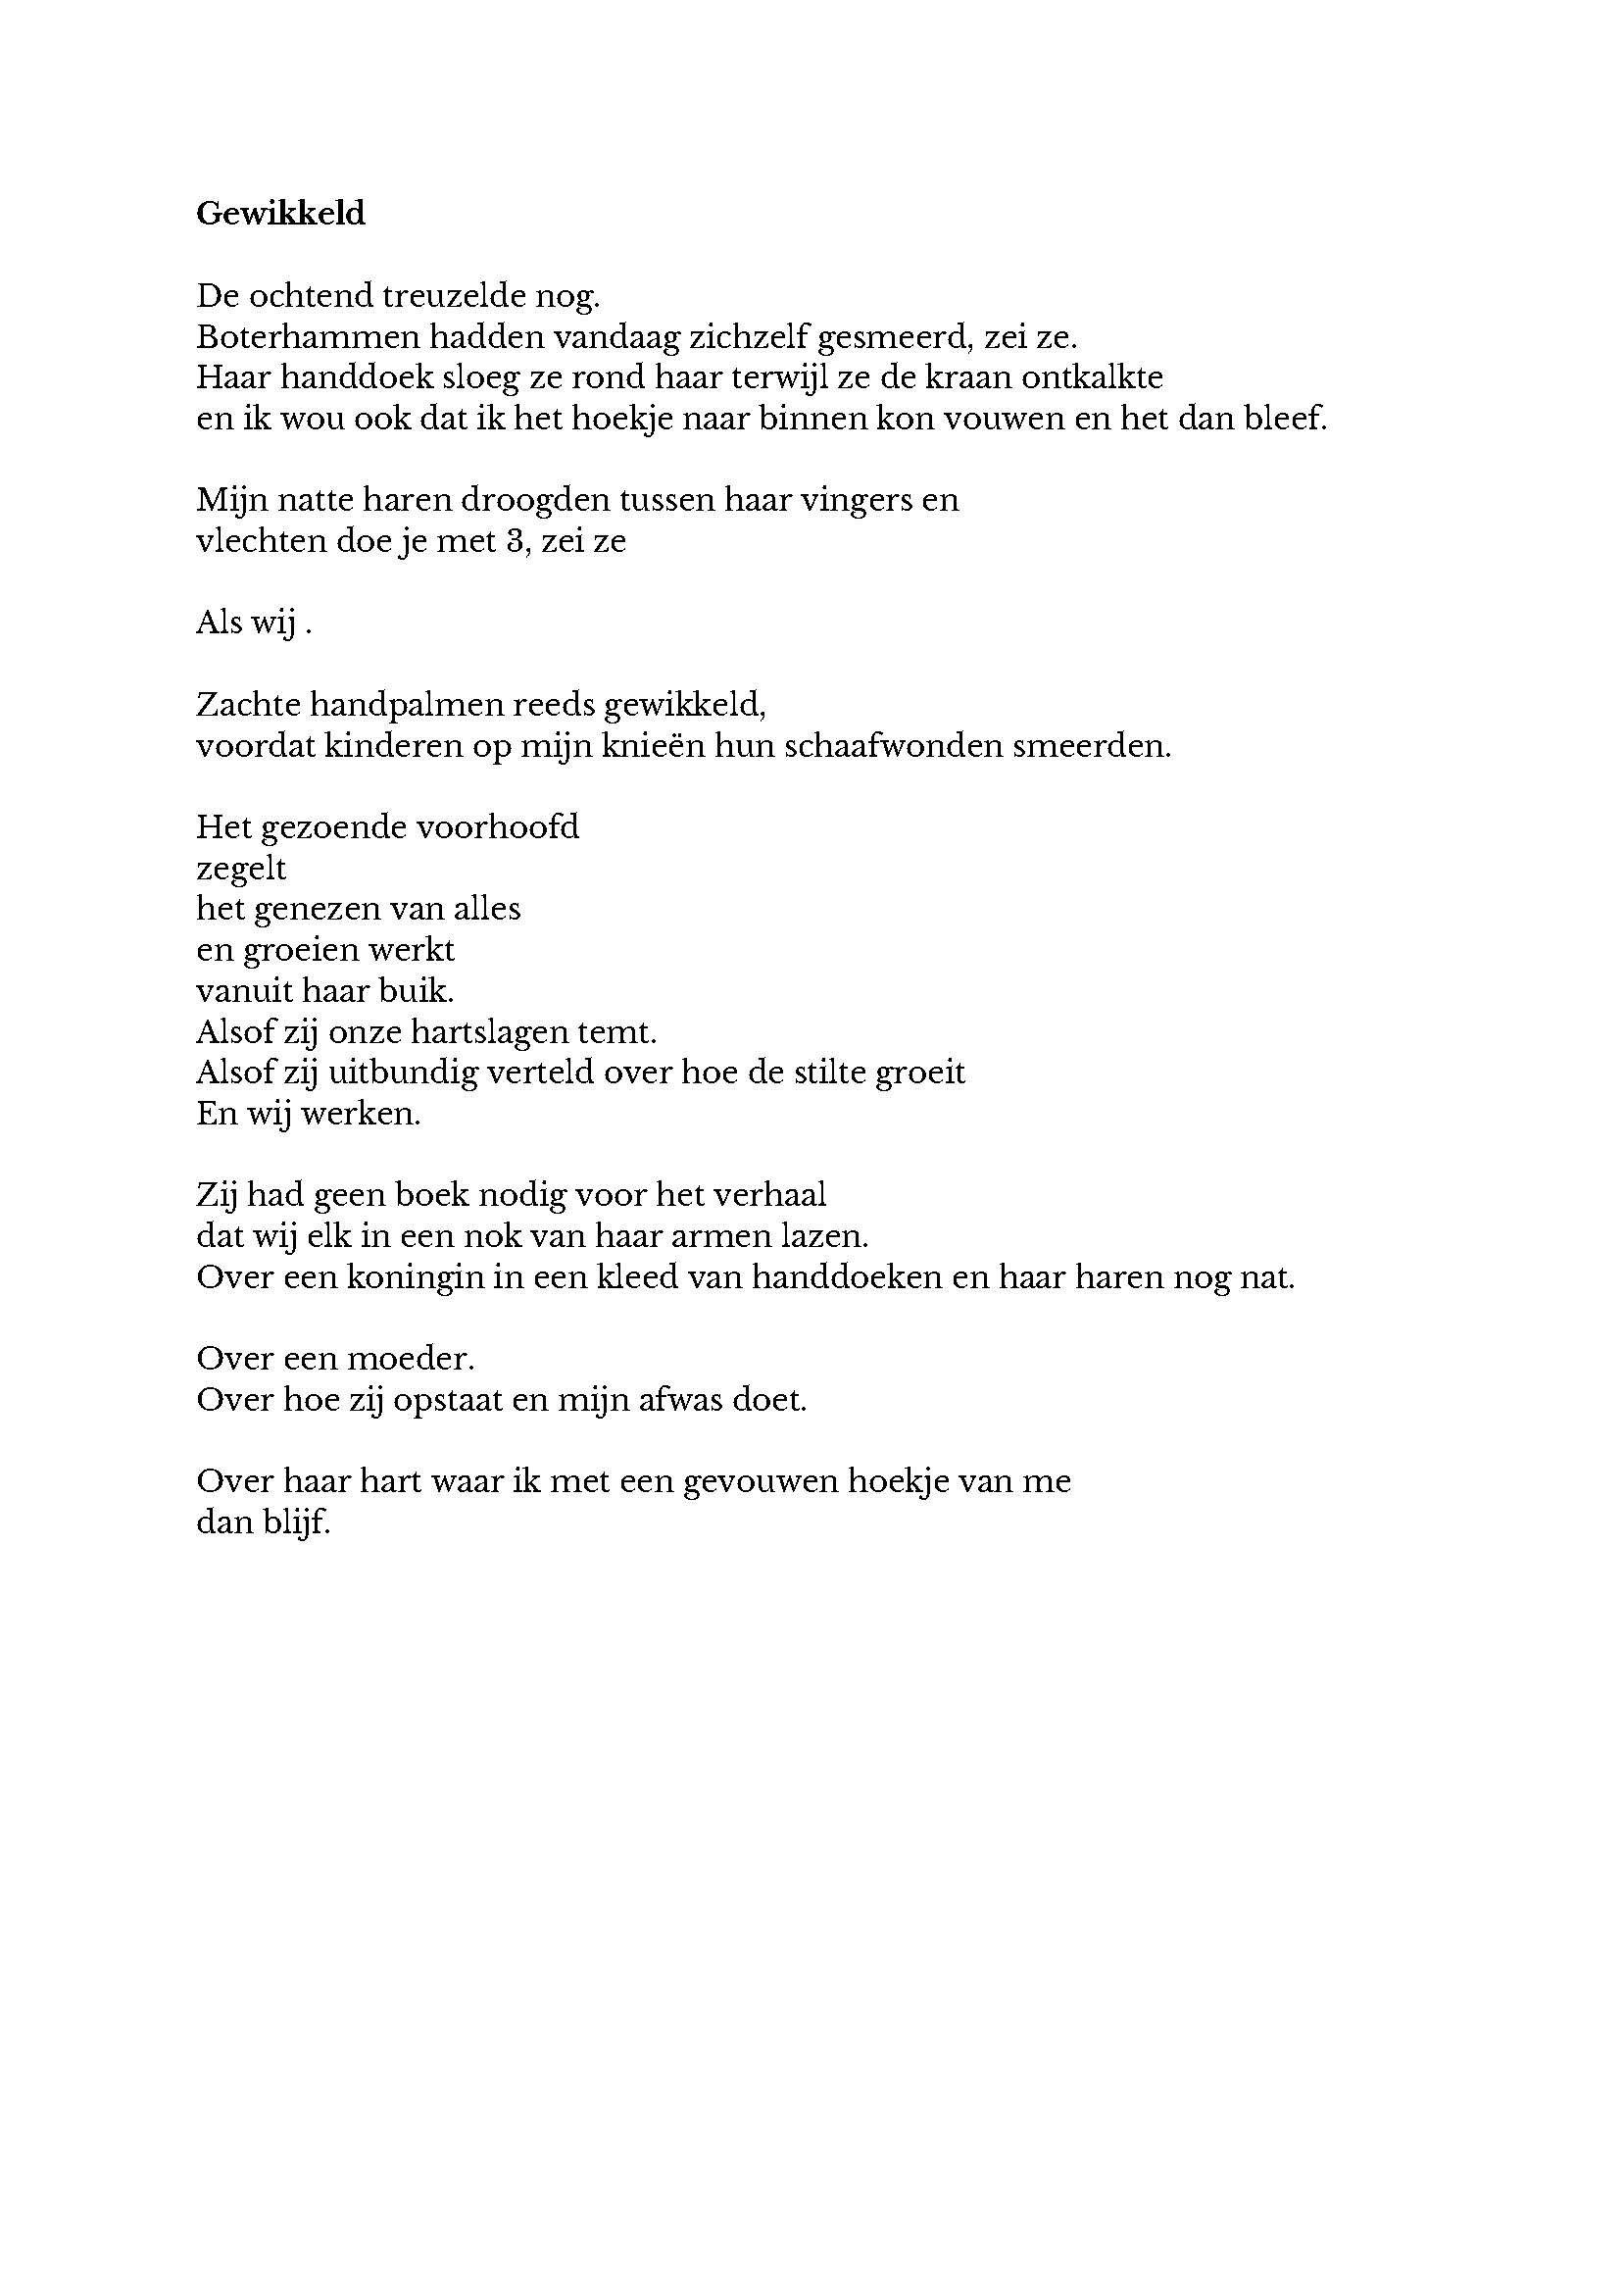 Gewikkeld
De ochtend treuzelde nog.
Boterhammen hadden vandaag zichzelf gesmeerd, zei ze.
Haar handdoek sloeg ze rond haar terwijl ze de kraan ontkalkte
en ik wou ook dat ik het hoekje naar binnen kon vouwen en het dan bleef.
Mijn natte haren droogden tussen haar vingers en
vlechten doe je met 3, zei ze
Als wij .
Zachte handpalmen reeds gewikkeld,
voordat kinderen op mijn knieën hun schaafwonden smeerden.
Het gezoende voorhoofd
zegelt
het genezen van alles
en groeien werkt
vanuit haar buik.
Alsof zij onze hartslagen temt.
Alsof zij uitbundig verteld over hoe de stilte groeit
En wij werken.
Zij had geen boek nodig voor het verhaal
dat wij elk in een nok van haar armen lazen.
Over een koningin in een kleed van handdoeken en haar haren nog nat.
Over een moeder.
Over hoe zij opstaat en mijn afwas doet.
Over haar hart waar ik met een gevouwen hoekje van me
dan blijf.